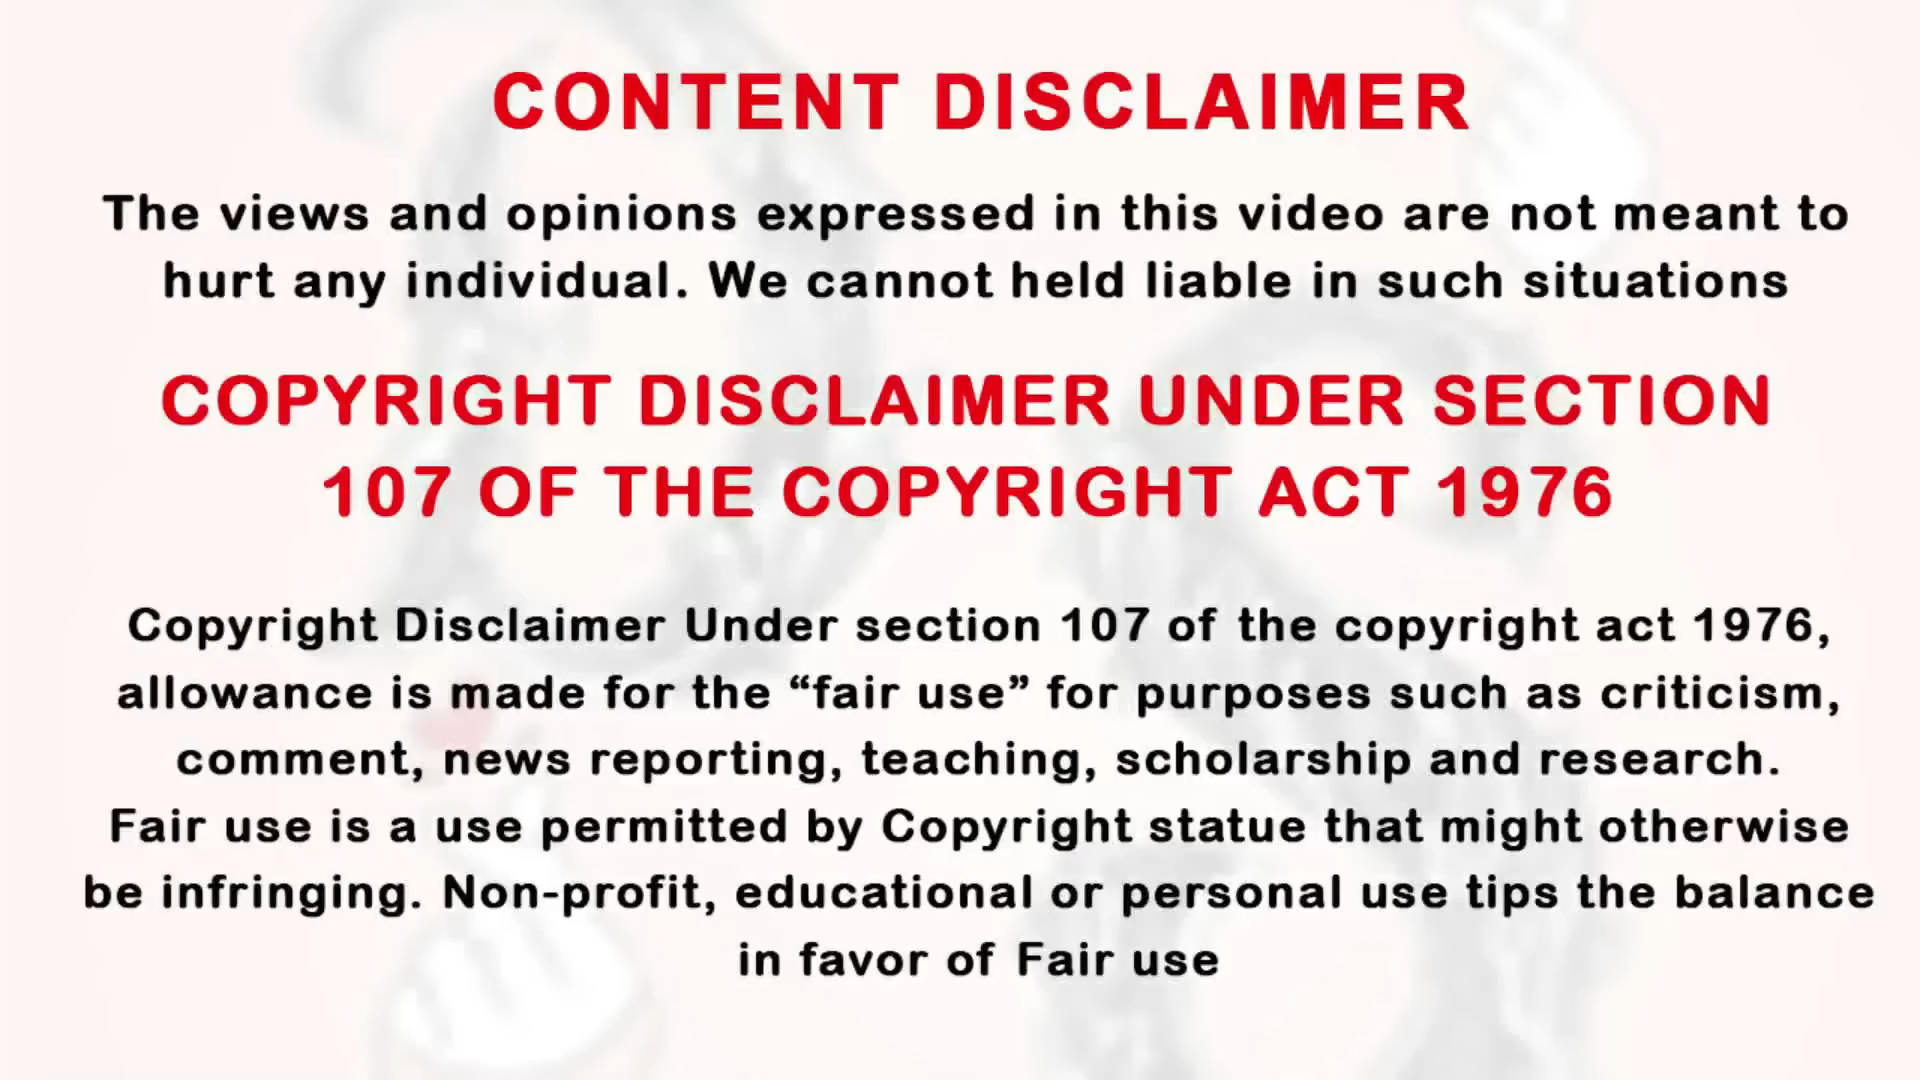 CONTENT DISCLAIMER
The views and opinions expressed in this video are not meant to
hurt any individual. We cannot held liable in such situations
COPYRIGHT DISCLAIMER UNDER SECTION
107 OF THE COPYRIGHT ACT 1976
Copyright Disclaimer Under section 107 of the copyright act 1976,
allowance is made for the “fair use” for purposes such as criticism,
comment, news reporting, teaching, scholarship and research.
Fair use is a use permitted by Copyright statue that might otherwise
be infringing. Non-profit, educational or personal use tips the balance
in favor of Fair use